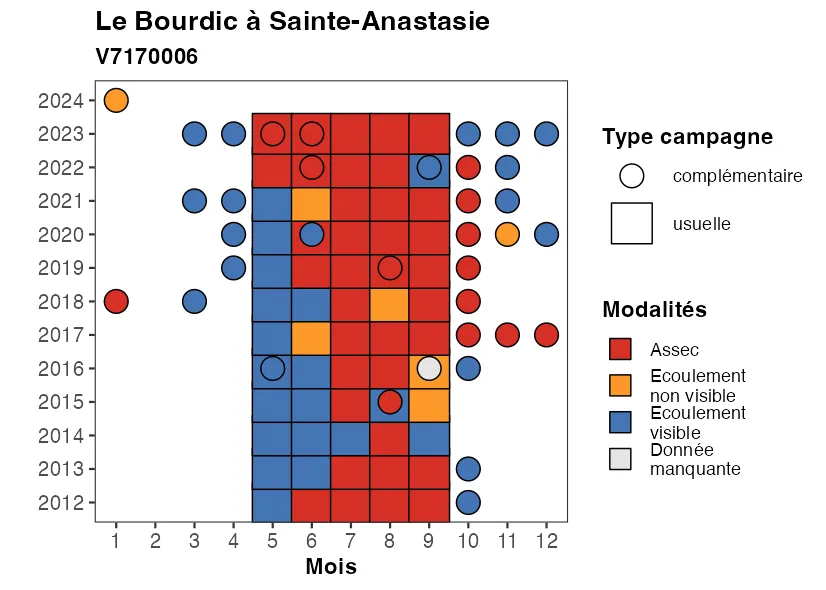 Le Bourdic à Sainte-Anastasie
V7170006
2024
2023
2022
2021
2020
2019
2018
2017
2016
2015
2014
2013
2012
1 2 3 4 5 6 7 8 9 10 11 12
Mois
Type campagne
complémentaire
usuelle
Modalités
Assec
Ecoulement
non visible
Ecoulement
visible
Donnée
manquante